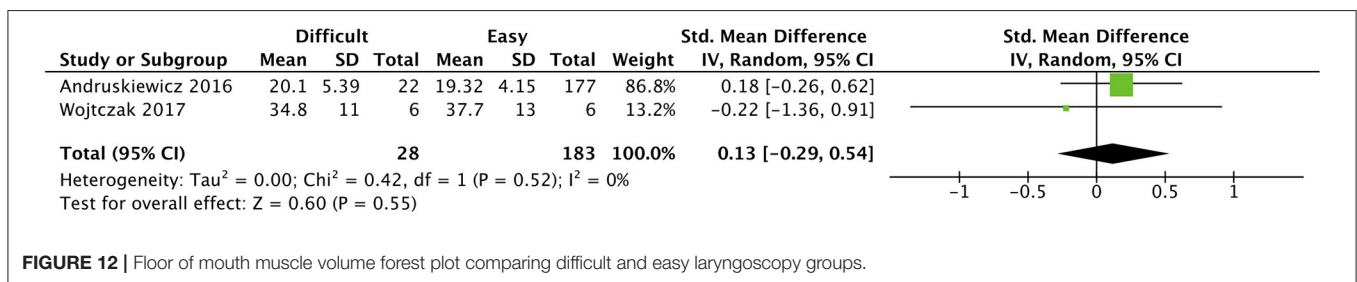 Difficult Easy Std. Mean Difference Std. Mean Difference
Study or Subgroup Mean SD Total Mean SD Total Weight IV, Random, 95% CI IV, Random, 95% CI
Andruskiewicz 2016 20.1 5.39 22 19.32 4.15 177 86.8% 0.18 [-0.26, 0.62]
Wojtczak 2017 34.8 11 6 37.7 13 6 13.2% -0.22 [-1.36, 0.91]
Total (95% CI) 28 183 100.0% 0.13 [-0.29, 0.54]
Heterogeneity: Tau² = 0.00; Chi² = 0.42, df = 1 (P = 0.52); I² = 0%
Test for overall effect: Z = 0.60 (P = 0.55)
-1 -0.5 0 0.5 1
FIGURE 12 | Floor of mouth muscle volume forest plot comparing difficult and easy laryngoscopy groups.